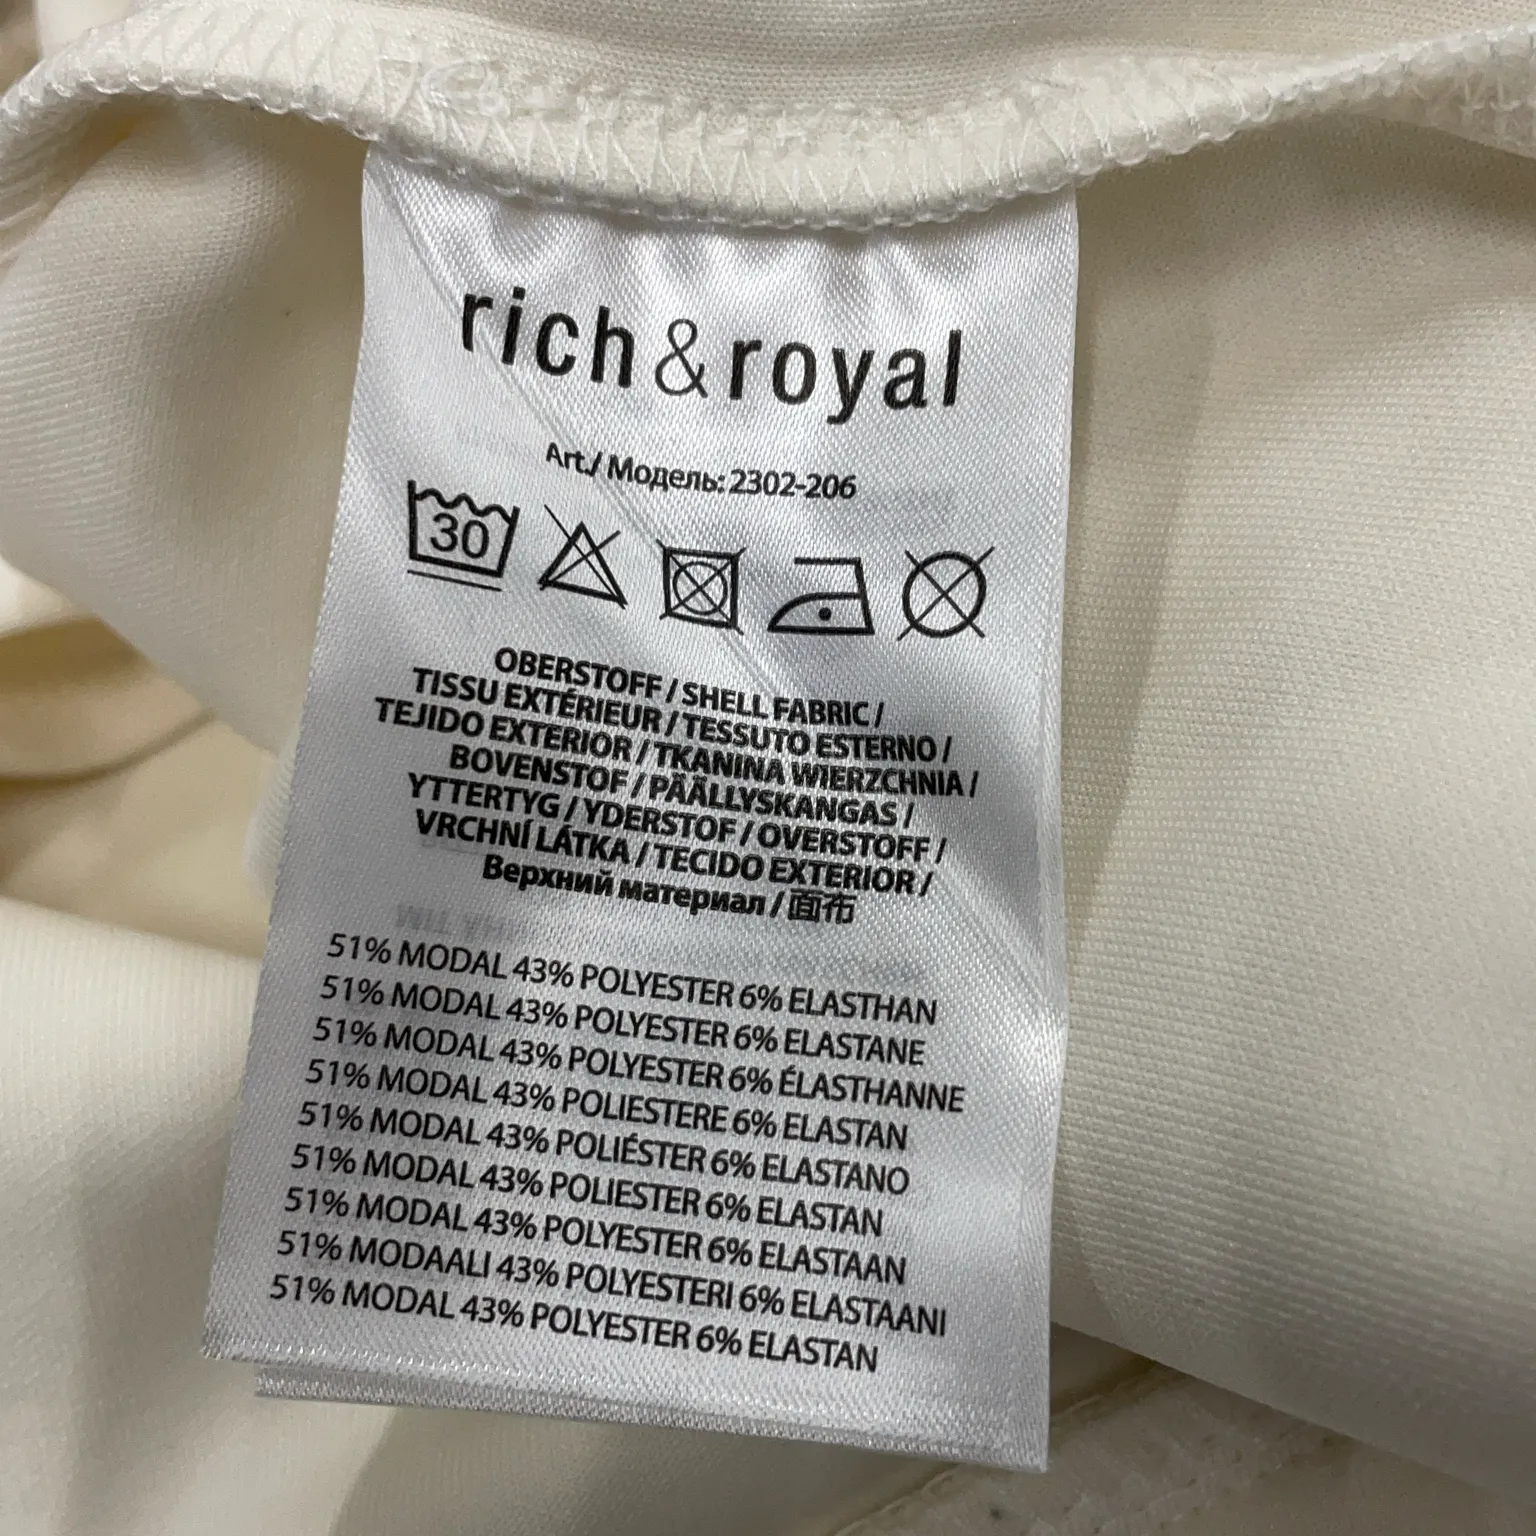 rich&royal
Art./ Модель: 2302-206
30
OBERSTOFF / SHELL FABRIC /
TISSU EXTÉRIEUR / TESSUTO ESTERNO /
TEJIDO EXTERIOR / TKANINA WIERZCHNIA /
BOVENSTOF / PÄÄLLYSKANGAS /
YTTERTYG / YDERSTOF / OVERSTOFF /
VRCHNÍ LÁTKA / TECIDO EXTERIOR /
Верхний материал / 面布
51% MODAL 43% POLYESTER 6% ELASTHAN
51% MODAL 43% POLYESTER 6% ELASTANE
51% MODAL 43% POLYESTER 6% ÉLASTHANNE
51% MODAL 43% POLIESTERE 6% ELASTAN
51% MODAL 43% POLIÉSTER 6% ELASTANO
51% MODAL 43% POLIESTER 6% ELASTAN
51% MODAL 43% POLYESTER 6% ELASTAAN
51% MODAALI 43% POLYESTERI 6% ELASTAANI
51% MODAL 43% POLYESTER 6% ELASTAN